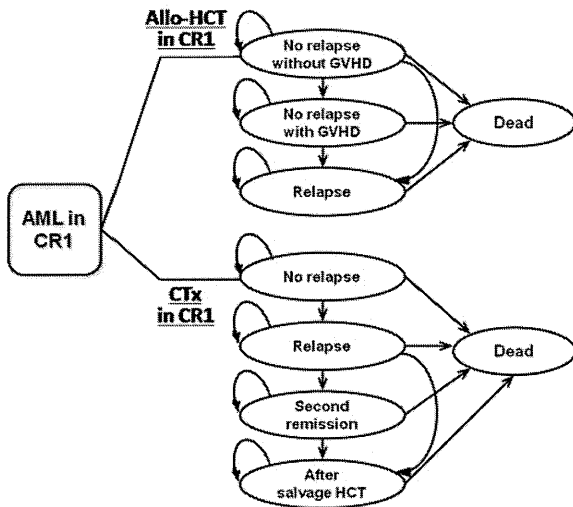 Allo-HCT
in CR1
No relapse
without GVHD
No relapse
with GVHD
Dead
Relapse
AML in
CR1
No relapse
CTx
in CR1
Relapse
Dead
Second
remission
After
salvage HCT